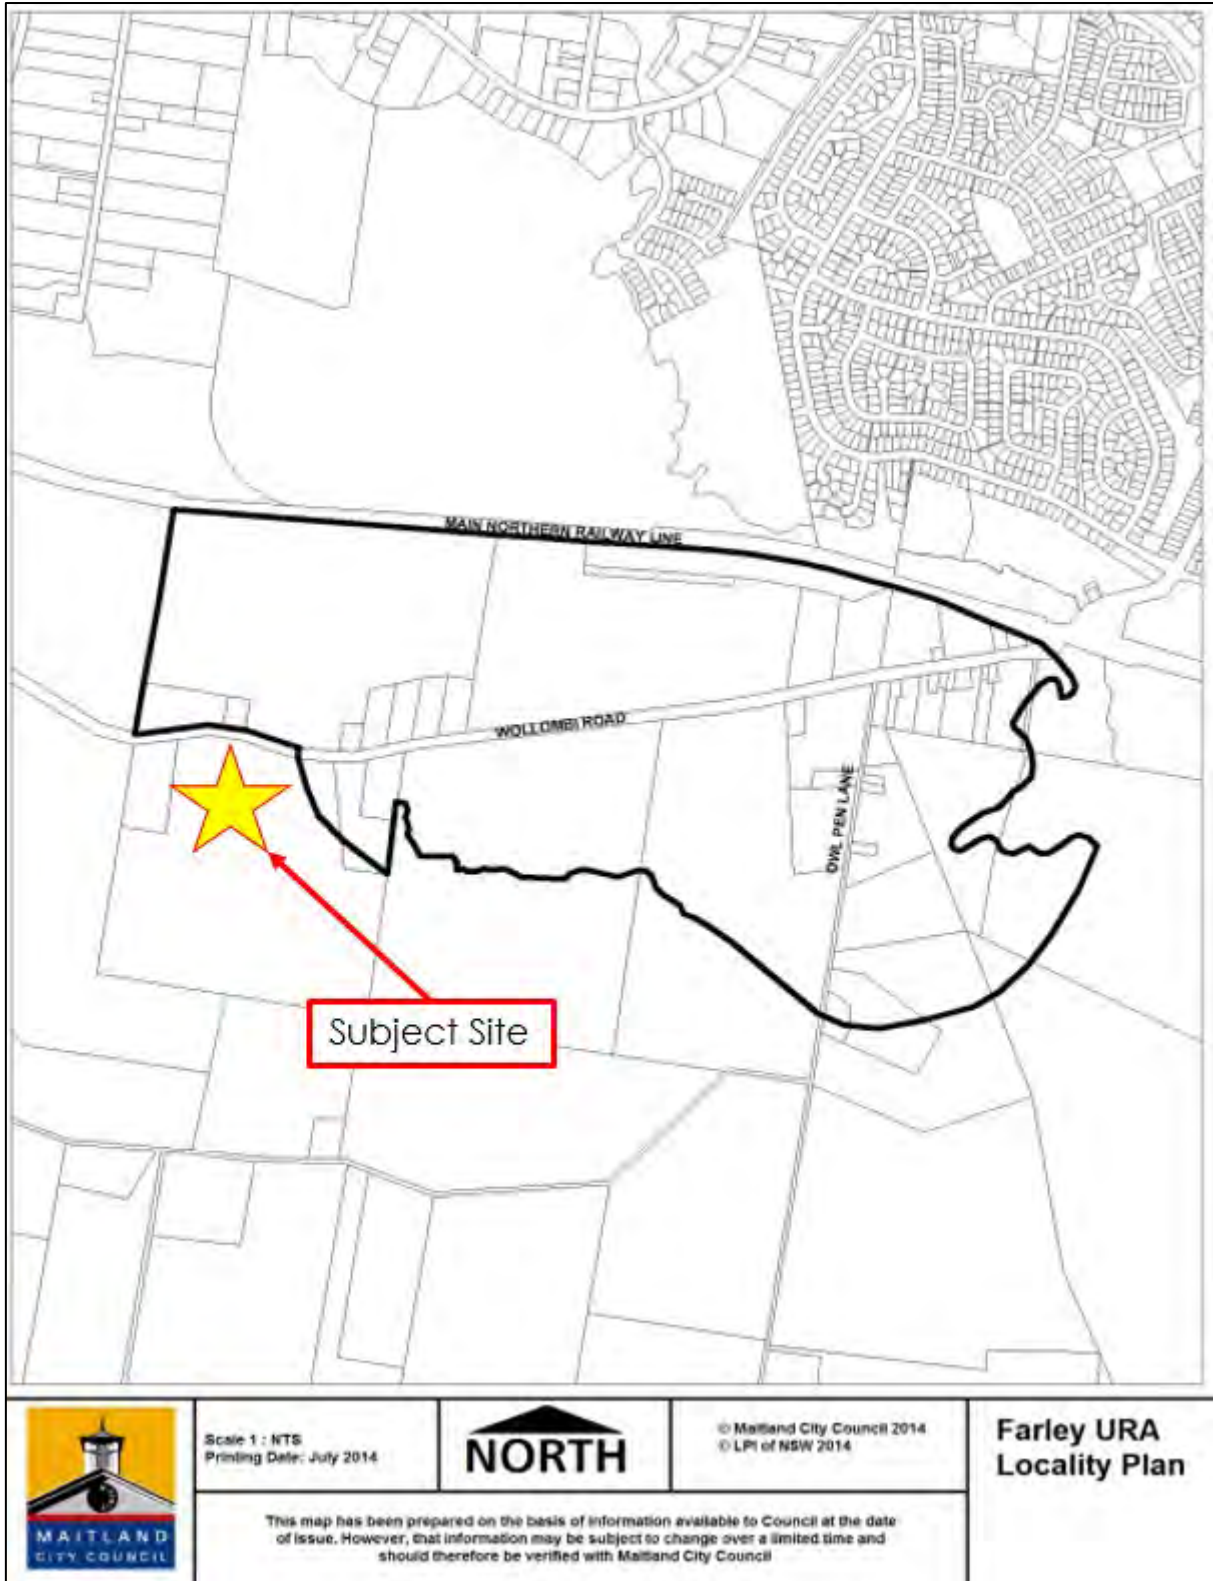 MAIN NORTHERN RAILWAY LINE
WOLLOMBI ROAD
OWL PEN LANE
Subject Site
MAITLAND
CITY COUNCIL
Scale 1 : NTS
Printing Date: July 2014
NORTH
© Maitland City Council 2014
© LPI of NSW 2014
Farley URA
Locality Plan
This map has been prepared on the basis of information available to Council at the date
of issue. However, that information may be subject to change over a limited time and
should therefore be verified with Maitland City Council